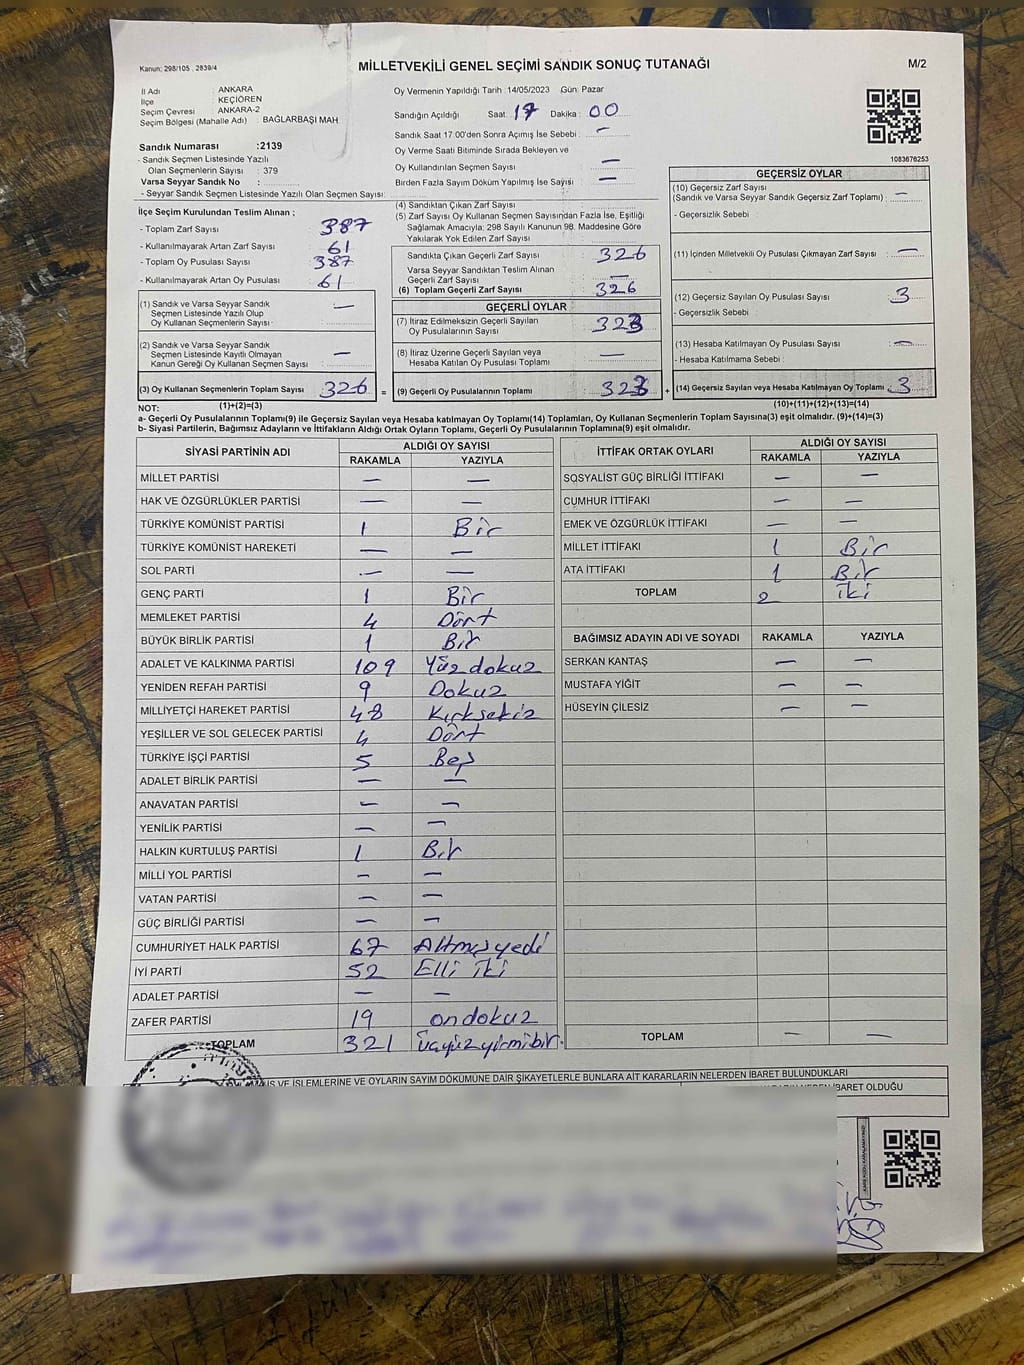 Kanun: 298/105 , 2839/4
MİLLETVEKİLİ GENEL SEÇİMİ SANDIK SONUÇ TUTANAĞI
M/2
İl Adı : ANKARA
İlçe : KEÇİÖREN
Seçim Çevresi : ANKARA-2
Seçim Bölgesi (Mahalle Adı) : BAĞLARBAŞI MAH
Sandık Numarası :2139
- Sandık Seçmen Listesinde Yazılı
Olan Seçmenlerin Sayısı : 379
Varsa Seyyar Sandık No :
- Seyyar Sandık Seçmen Listesinde Yazılı Olan Seçmen Sayısı:
Oy Vermenin Yapıldığı Tarih : 14/05/2023 Gün: Pazar
Sandığın Açıldığı Saat: 17 Dakika: 00
Sandık Saat 17:00'den Sonra Açımış İse Sebebi : —
Oy Verme Saati Bitiminde Sırada Bekleyen ve
Oy Kullandırılan Seçmen Sayısı —
Birden Fazla Sayım Döküm Yapılmış İse Sayısı —
1083676253
İlçe Seçim Kurulundan Teslim Alınan ;
- Toplam Zarf Sayısı 387
- Kullanılmayarak Artan Zarf Sayısı : 61
- Toplam Oy Pusulası Sayısı : 387
- Kullanılmayarak Artan Oy Pusulası : 61
(1) Sandık ve Varsa Seyyar Sandık
Seçmen Listesinde Yazılı Olup
Oy Kullanan Seçmenlerin Sayısı : —
(2) Sandık ve Varsa Seyyar Sandık
Seçmen Listesinde Kayıtlı Olmayan
Kanun Gereği Oy Kullanan Seçmen Sayısı : —
(3) Oy Kullanan Seçmenlerin Toplam Sayısı 326 =
(1)+(2)=(3)
(4) Sandıktan Çıkan Zarf Sayısı :
(5) Zarf Sayısı Oy Kullanan Seçmen Sayısından Fazla İse, Eşitliği
Sağlamak Amacıyla; 298 Sayılı Kanunun 98. Maddesine Göre
Yakılarak Yok Edilen Zarf Sayısı :
Sandıkta Çıkan Geçerli Zarf Sayısı : 326
Varsa Seyyar Sandıktan Teslim Alınan
Geçerli Zarf Sayısı : —
(6) Toplam Geçerli Zarf Sayısı : 326
GEÇERLİ OYLAR
(7) İtiraz Edilmeksizin Geçerli Sayılan
Oy Pusulalarının Sayısı : 323
(8) İtiraz Üzerine Geçerli Sayılan veya
Hesaba Katılan Oy Pusulası Toplamı : —
(9) Geçerli Oy Pusulalarının Toplamı : 323 +
GEÇERSİZ OYLAR
(10) Geçersiz Zarf Sayısı
(Sandık ve Varsa Seyyar Sandık Geçersiz Zarf Toplamı) : —
- Geçersizlik Sebebi :
(11) İçinden Milletvekili Oy Pusulası Çıkmayan Zarf Sayısı : —
(12) Geçersiz Sayılan Oy Pusulası Sayısı : 3
- Geçersizlik Sebebi :
(13) Hesaba Katılmayan Oy Pusulası Sayısı : —
- Hesaba Katılmama Sebebi :
(14) Geçersiz Sayılan veya Hesaba Katılmayan Oy Toplamı : 3
(10)+(11)+(12)+(13)=(14)
NOT:
a- Geçerli Oy Pusulalarının Toplamı(9) ile Geçersiz Sayılan veya Hesaba katılmayan Oy Toplam(14) Toplamları, Oy Kullanan Seçmenlerin Toplam Sayısına(3) eşit olmalıdır. (9)+(14)=(3)
b- Siyasi Partilerin, Bağımsız Adayların ve İttifakların Aldığı Ortak Oyların Toplamı, Geçerli Oy Pusulalarının Toplamına(9) eşit olmalıdır.
SİYASİ PARTİNİN ADI ALDIĞI OY SAYISI
RAKAMLA YAZIYLA
MİLLET PARTİSİ — —
HAK VE ÖZGÜRLÜKLER PARTİSİ — —
TÜRKİYE KOMÜNİST PARTİSİ 1 Bir
TÜRKİYE KOMÜNİST HAREKETİ — —
SOL PARTİ — —
GENÇ PARTİ 1 Bir
MEMLEKET PARTİSİ 4 Dört
BÜYÜK BİRLİK PARTİSİ 1 Bir
ADALET VE KALKINMA PARTİSİ 109 Yüz dokuz
YENİDEN REFAH PARTİSİ 9 Dokuz
MİLLİYETÇİ HAREKET PARTİSİ 48 Kırksekiz
YEŞİLLER VE SOL GELECEK PARTİSİ 4 Dört
TÜRKİYE İŞÇİ PARTİSİ 5 Beş
ADALET BİRLİK PARTİSİ — —
ANAVATAN PARTİSİ — —
YENİLİK PARTİSİ — —
HALKIN KURTULUŞ PARTİSİ 1 Bir
MİLLİ YOL PARTİSİ — —
VATAN PARTİSİ — —
GÜÇ BİRLİĞİ PARTİSİ — —
CUMHURİYET HALK PARTİSİ 67 Altmış yedi
İYİ PARTİ 52 Elli iki
ADALET PARTİSİ — —
ZAFER PARTİSİ 19 on dokuz
TOPLAM 321 üçyüz yirmi bir.
İTTİFAK ORTAK OYLARI ALDIĞI OY SAYISI
RAKAMLA YAZIYLA
SOSYALİST GÜÇ BİRLİĞİ İTTİFAKI — —
CUMHUR İTTİFAKI — —
EMEK VE ÖZGÜRLÜK İTTİFAKI — —
MİLLET İTTİFAKI 1 Bir
ATA İTTİFAKI 1 Bir
TOPLAM 2 iki
BAĞIMSIZ ADAYIN ADI VE SOYADI RAKAMLA YAZIYLA
SERKAN KANTAŞ — —
MUSTAFA YİĞİT — —
HÜSEYİN ÇİLESİZ — —
TOPLAM — —
İŞ VE İŞLEMLERİNE VE OYLARIN SAYIM DÖKÜMÜNE DAİR ŞİKAYETLERLE BUNLARA AİT KARARLARIN NELERDEN İBARET BULUNDUKLARI
NEDEN İBARET OLDUĞU